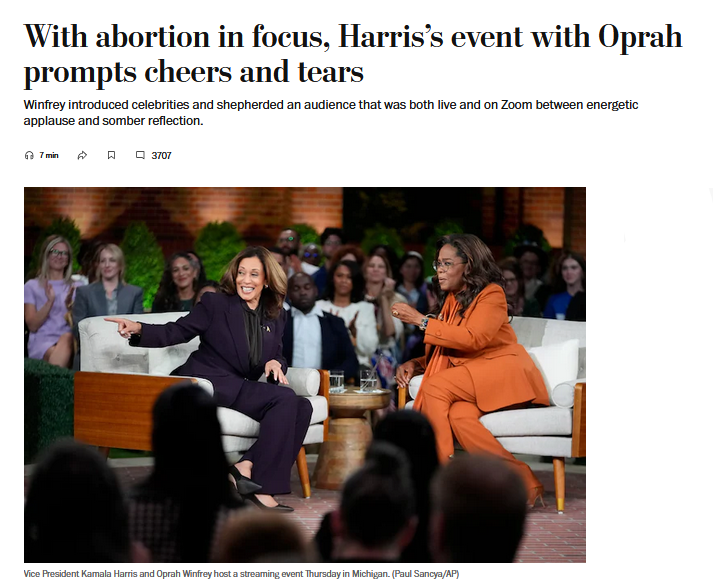 With abortion in focus, Harris’s event with Oprah
prompts cheers and tears
Winfrey introduced celebrities and shepherded an audience that was both live and on Zoom between energetic
applause and somber reflection.
7 min 3707
Vice President Kamala Harris and Oprah Winfrey host a streaming event Thursday in Michigan. (Paul Sancya/AP)